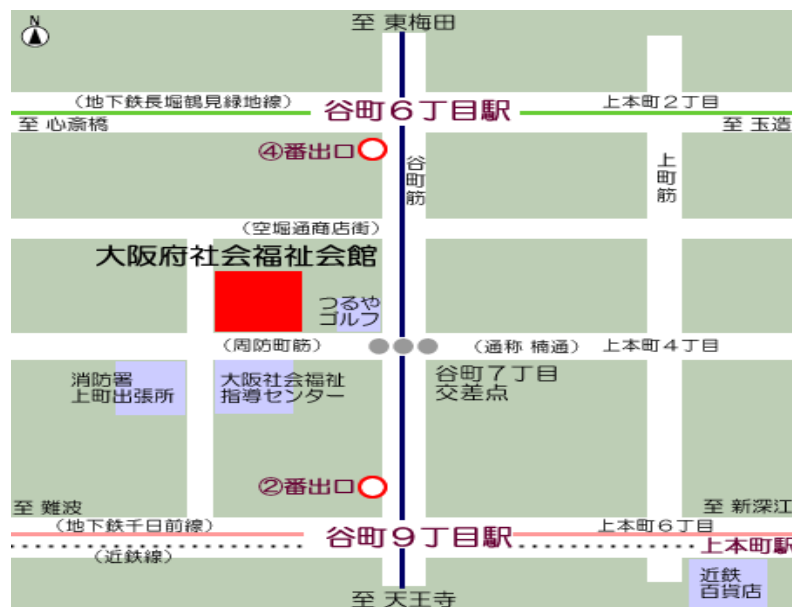 N
至 東梅田
(地下鉄長堀鶴見緑地線)
谷町6丁目駅
上本町2丁目
至 心斎橋
至 玉造
④番出口
谷町筋
上町筋
(空堀通商店街)
大阪府社会福祉会館
つるや
ゴルフ
(周防町筋)
(通称 楠通)
上本町4丁目
消防署
上町出張所
大阪社会福祉
指導センター
谷町7丁目
交差点
②番出口
至 難波
至 新深江
(地下鉄千日前線)
谷町9丁目駅
上本町6丁目
上本町駅
(近鉄線)
近鉄
百貨店
至 天王寺